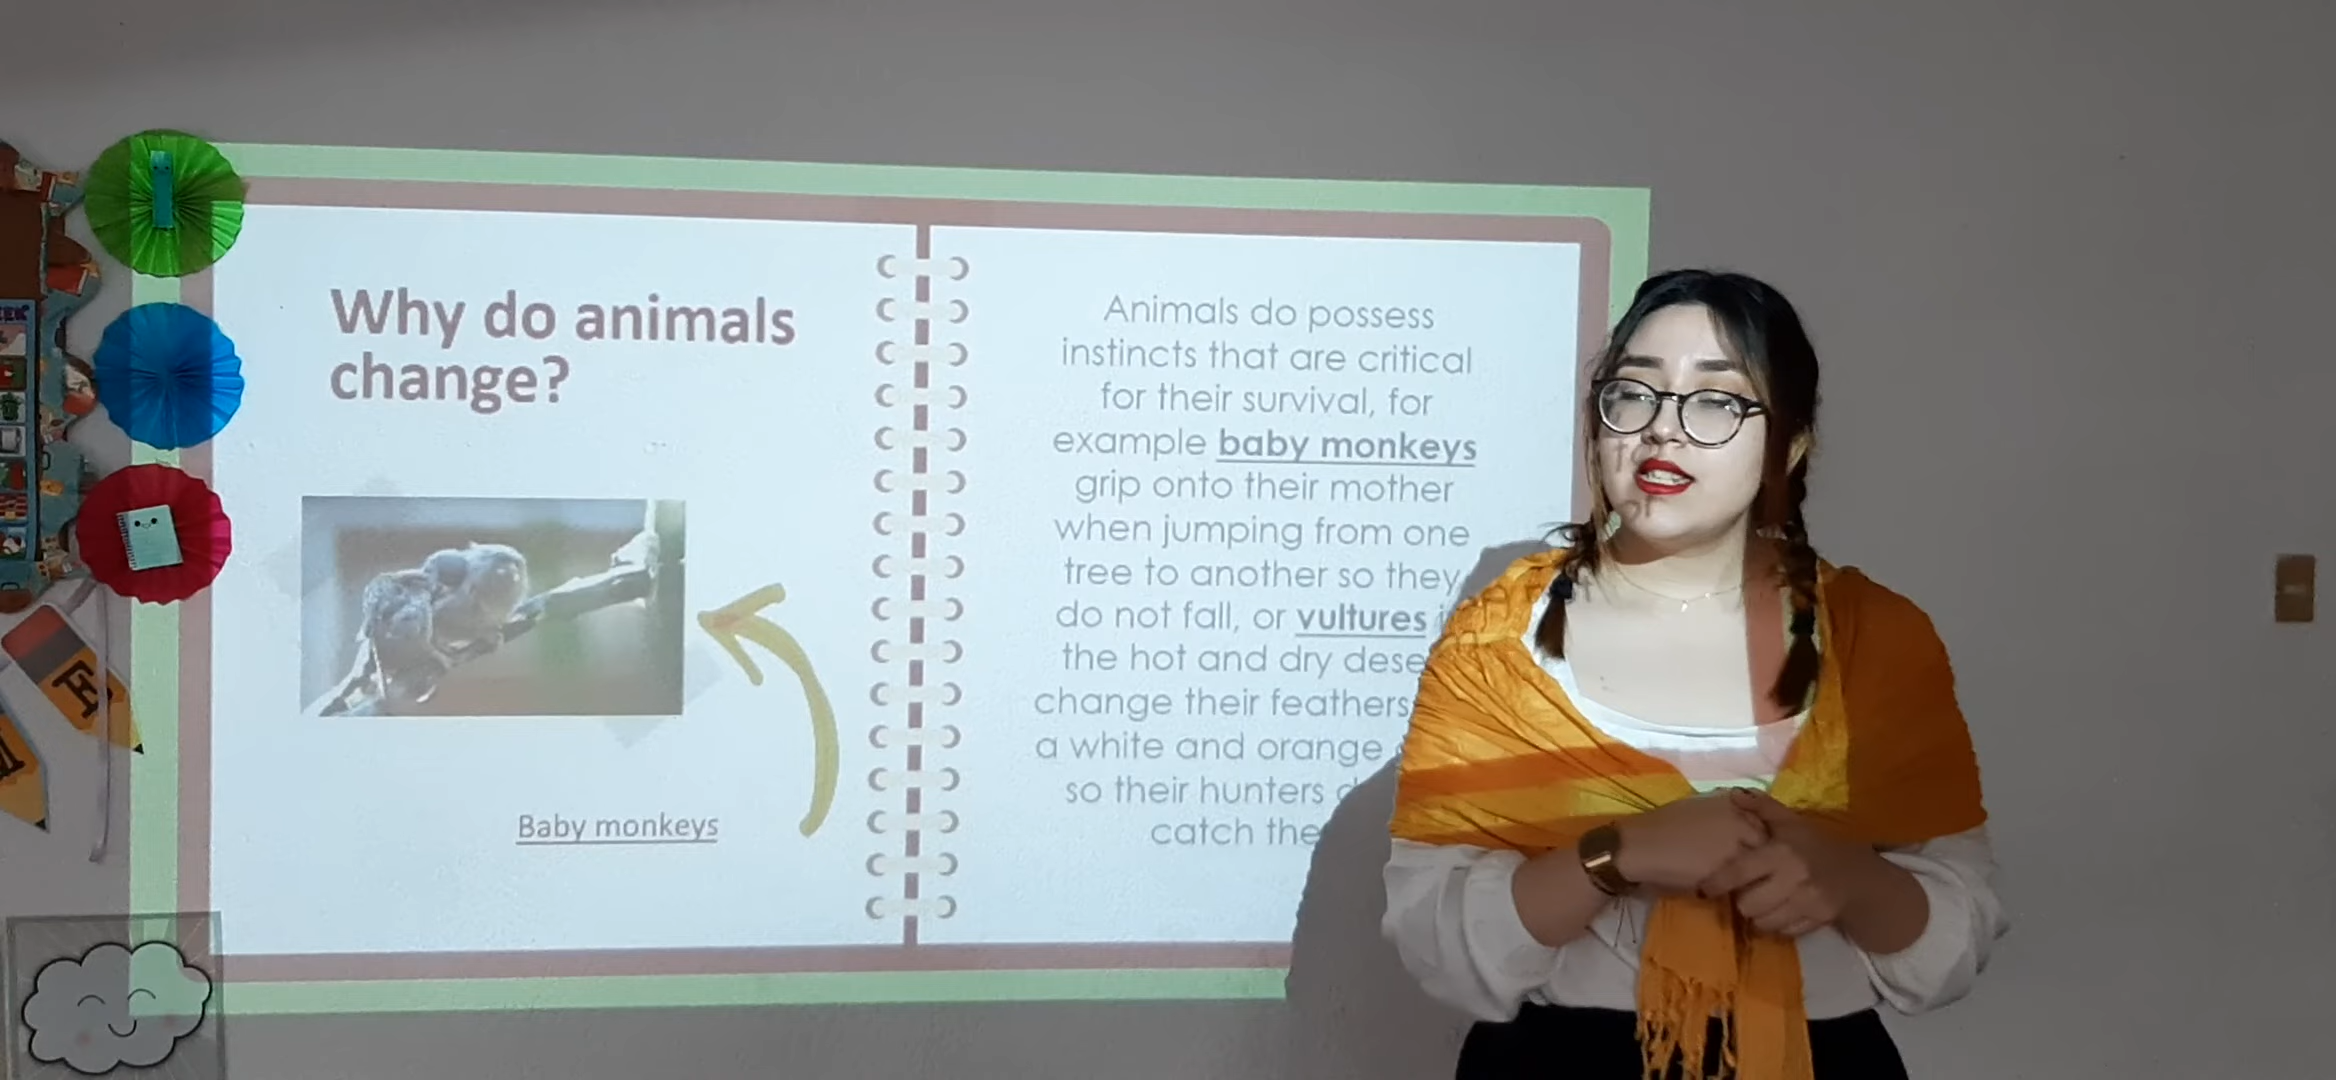 Why do animals
change?
Baby monkeys
Animals do possess
instincts that are critical
for their survival, for
example baby monkeys
grip onto their mother
when jumping from one
tree to another so they
do not fall, or vultures
the hot and dry
change their feathers
a white and orange
so their hunters
catch